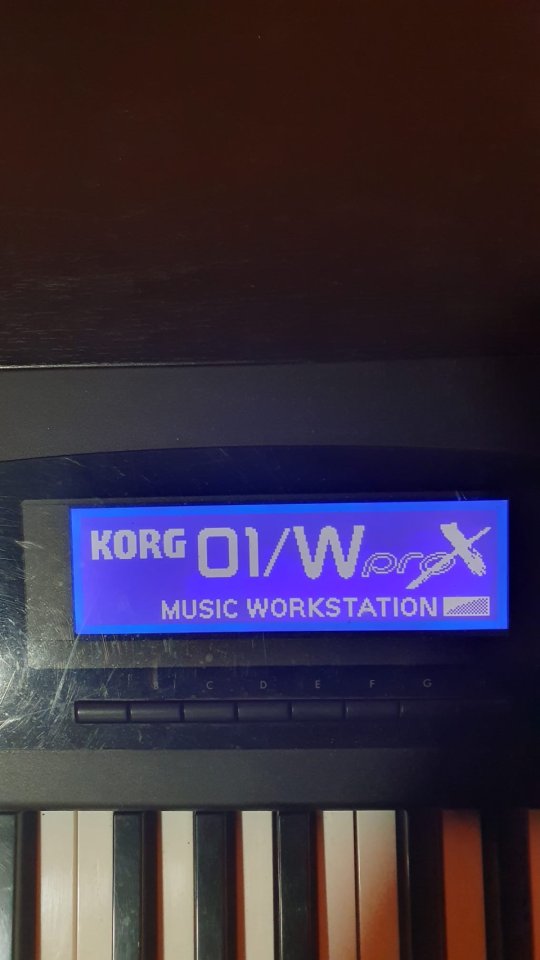 KORG 01/W proX
MUSIC WORKSTATION
B C D E F G